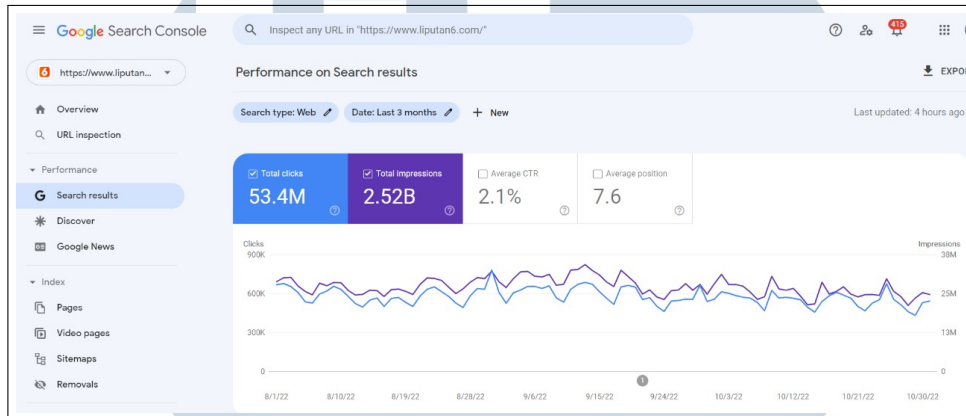 Google Search Console
Inspect any URL in "https://www.liputan6.com/"
415
https://www.liputan...
Performance on Search results
EXPO
Overview
Search type: Web
Date: Last 3 months
+ New
Last updated: 4 hours ago
URL inspection
Performance
Search results
Discover
Google News
Index
Pages
Video pages
Sitemaps
Removals
Total clicks
53.4M
Total impressions
2.52B
Average CTR
2.1%
Average position
7.6
Clicks
Impressions
900K
38M
600K
25M
300K
13M
0
0
1
8/1/22
8/10/22
8/19/22
8/28/22
9/6/22
9/15/22
9/24/22
10/3/22
10/12/22
10/21/22
10/30/22